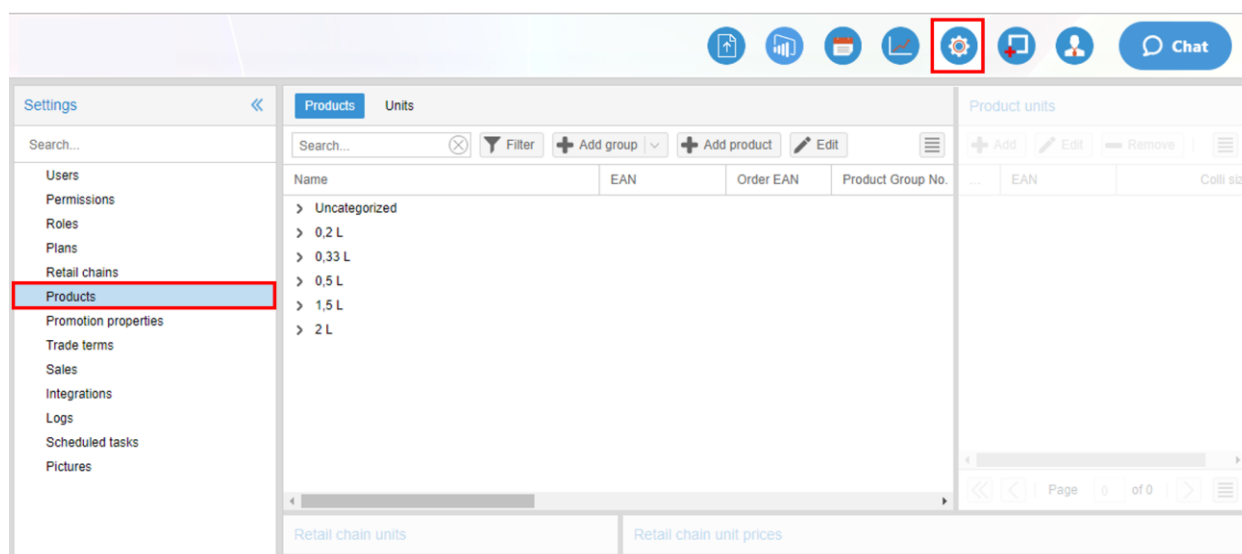 Chat
Settings
Search...
Users
Permissions
Roles
Plans
Retail chains
Products
Promotion properties
Trade terms
Sales
Integrations
Logs
Scheduled tasks
Pictures
Products Units
Search... Filter Add group Add product Edit
Name EAN Order EAN Product Group No.
Uncategorized
0,2 L
0,33 L
0,5 L
1,5 L
2 L
Product units
Add Edit Remove
... EAN Colli siz
Page 0 of 0
Retail chain units
Retail chain unit prices